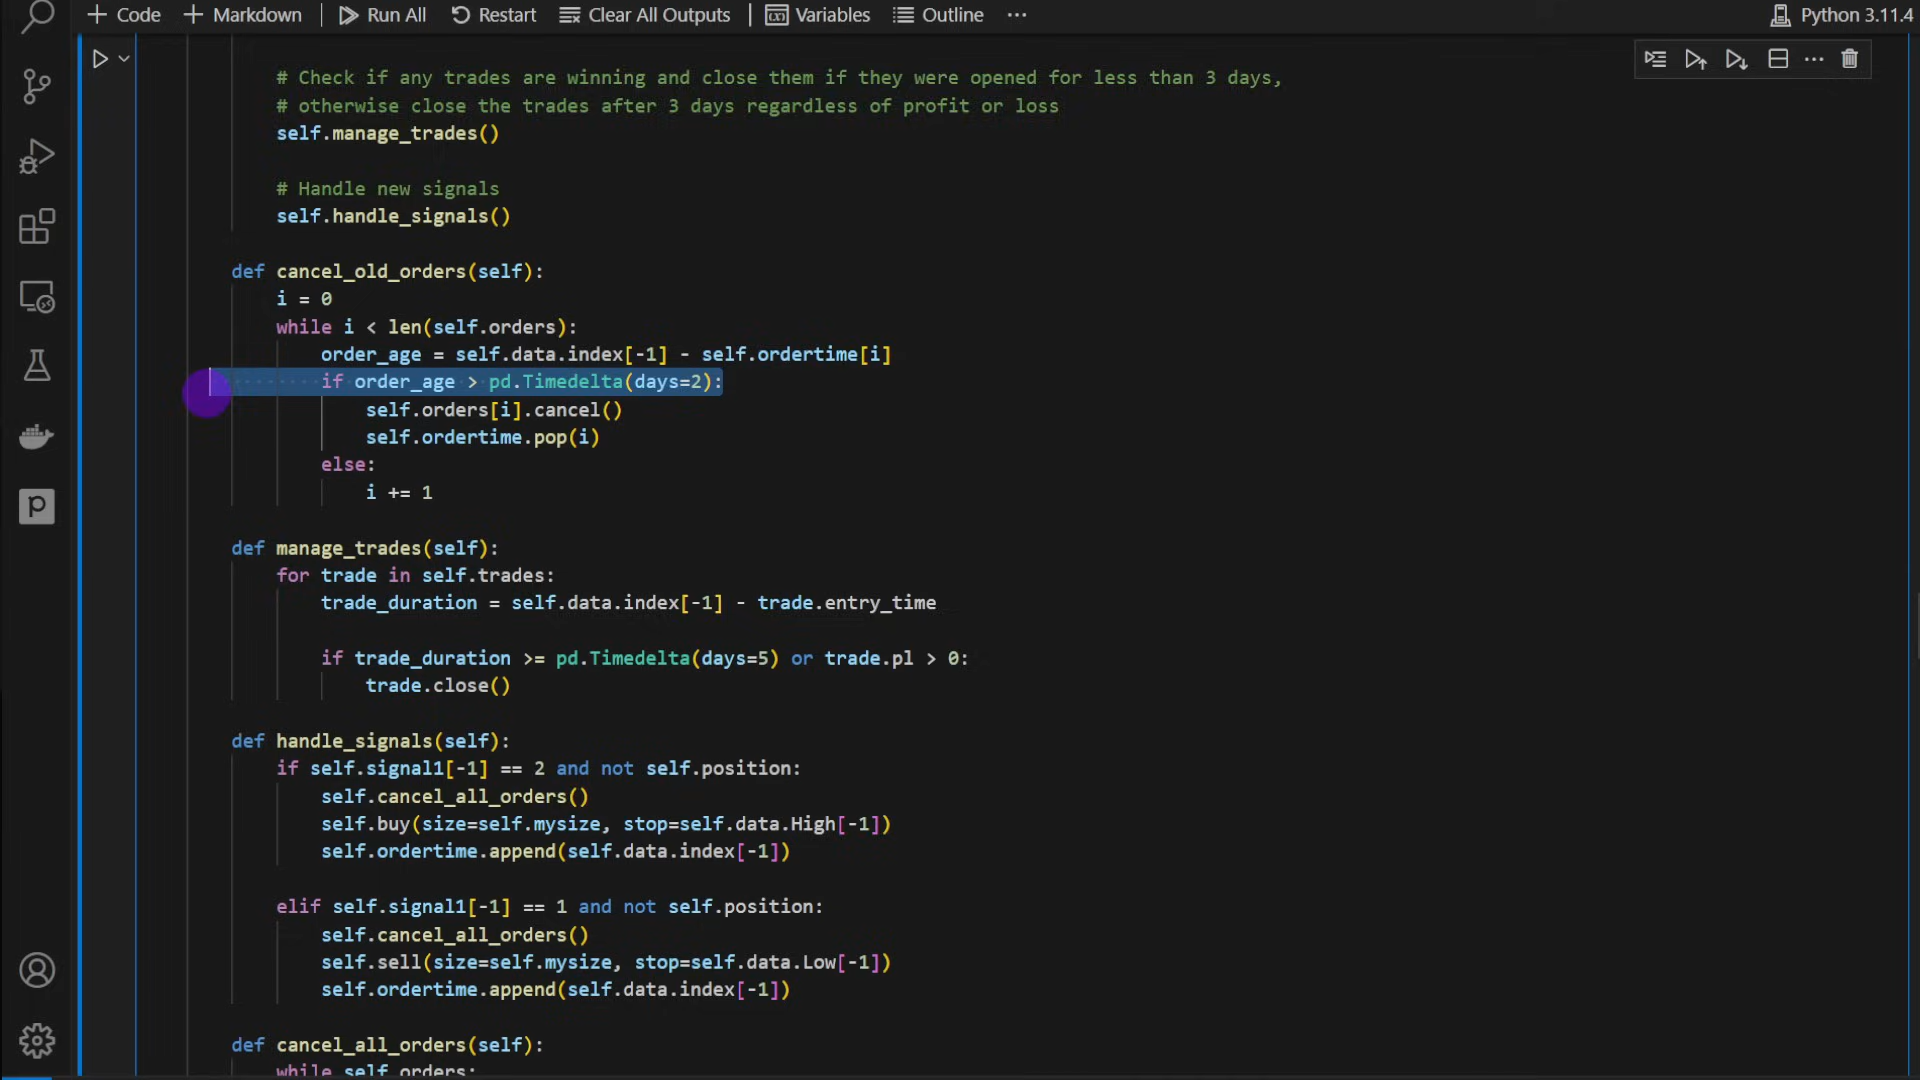 Code Markdown Run All Restart Clear All Outputs Variables Outline ... Python 3.11.4
# Check if any trades are winning and close them if they were opened for less than 3 days,
# otherwise close the trades after 3 days regardless of profit or loss
self.manage_trades()
# Handle new signals
self.handle_signals()
def cancel_old_orders(self):
i = 0
while i < len(self.orders):
order_age = self.data.index[-1] - self.ordertime[i]
if order_age > pd.Timedelta(days=2):
self.orders[i].cancel()
self.ordertime.pop(i)
else:
i += 1
def manage_trades(self):
for trade in self.trades:
trade_duration = self.data.index[-1] - trade.entry_time
if trade_duration >= pd.Timedelta(days=5) or trade.pl > 0:
trade.close()
def handle_signals(self):
if self.signal1[-1] == 2 and not self.position:
self.cancel_all_orders()
self.buy(size=self.mysize, stop=self.data.High[-1])
self.ordertime.append(self.data.index[-1])
elif self.signal1[-1] == 1 and not self.position:
self.cancel_all_orders()
self.sell(size=self.mysize, stop=self.data.Low[-1])
self.ordertime.append(self.data.index[-1])
def cancel_all_orders(self):
while self.orders: